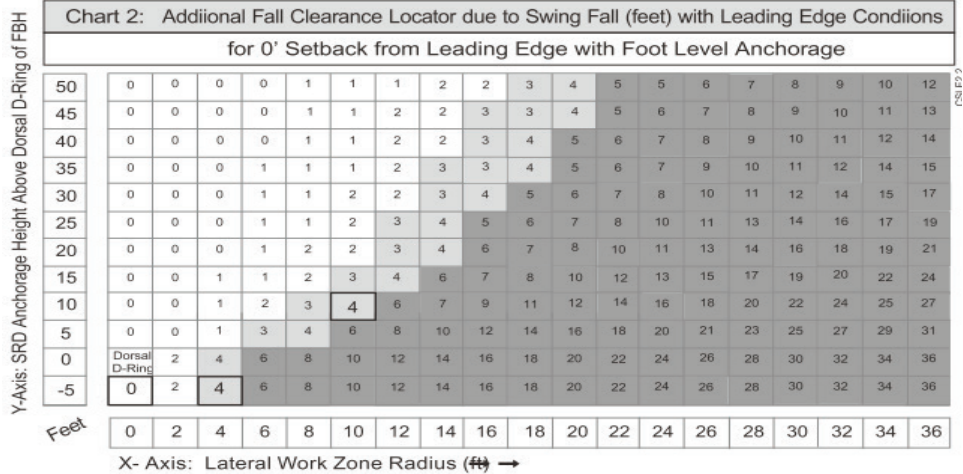 Chart 2: Addiional Fall Clearance Locator due to Swing Fall (feet) with Leading Edge Condiions
for 0' Setback from Leading Edge with Foot Level Anchorage
Y-Axis: SRD Anchorage Height Above Dorsal D-Ring of FBH
50 0 0 0 0 1 1 1 2 2 3 4 5 5 6 7 8 9 10 12
45 0 0 0 0 1 1 2 2 3 3 4 5 6 7 8 9 10 11 13
40 0 0 0 0 1 1 2 2 3 4 5 6 7 8 9 10 11 12 14
35 0 0 0 1 1 1 2 3 3 4 5 6 7 9 10 11 12 14 15
30 0 0 0 1 1 2 2 3 4 5 6 7 8 10 11 12 14 15 17
25 0 0 0 1 1 2 3 4 5 6 7 8 10 11 13 14 16 17 19
20 0 0 0 1 2 2 3 4 6 7 8 10 11 13 14 16 18 19 21
15 0 0 1 1 2 3 4 6 7 8 10 12 13 15 17 19 20 22 24
10 0 0 1 2 3 4 6 7 9 11 12 14 16 18 20 22 24 25 27
5 0 0 1 3 4 6 8 10 12 14 16 18 20 21 23 25 27 29 31
0 Dorsal D-Ring 2 4 6 8 10 12 14 16 18 20 22 24 26 28 30 32 34 36
-5 0 2 4 6 8 10 12 14 16 18 20 22 24 26 28 30 32 34 36
Feet 0 2 4 6 8 10 12 14 16 18 20 22 24 26 28 30 32 34 36
X- Axis: Lateral Work Zone Radius (ft) →